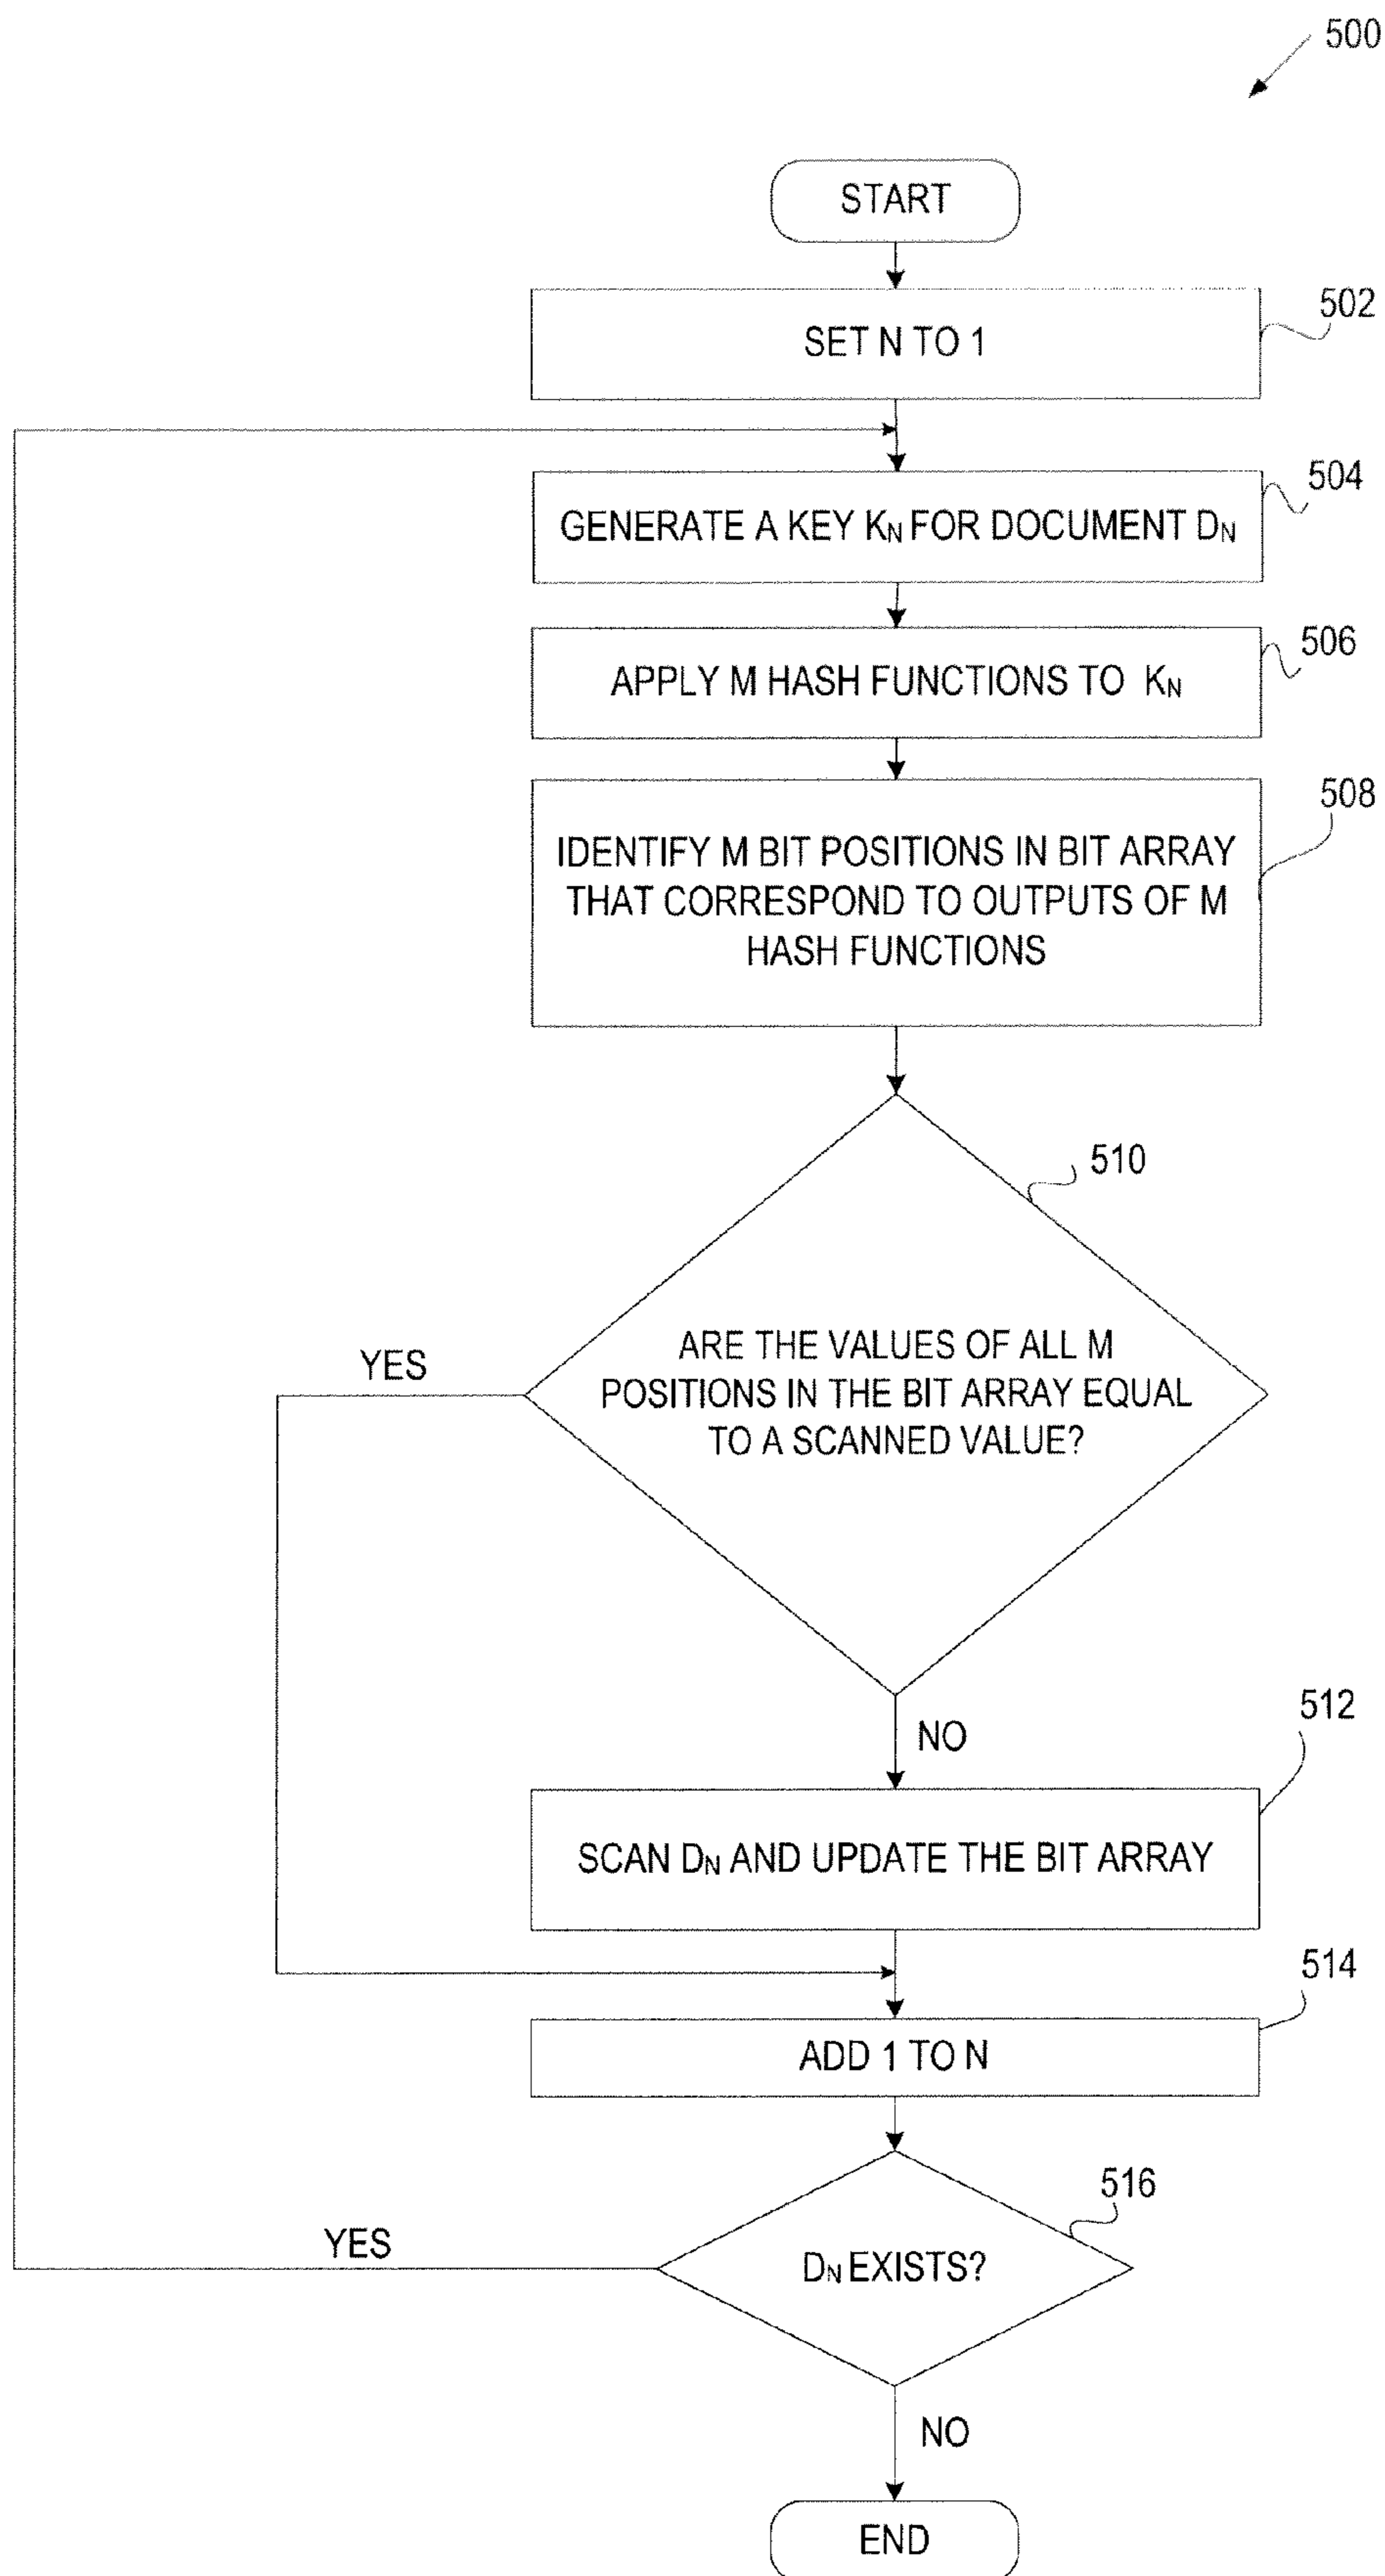 500
START
502
SET N TO 1
504
GENERATE A KEY KN FOR DOCUMENT DN
506
APPLY M HASH FUNCTIONS TO KN
508
IDENTIFY M BIT POSITIONS IN BIT ARRAY
THAT CORRESPOND TO OUTPUTS OF M
HASH FUNCTIONS
510
ARE THE VALUES OF ALL M
POSITIONS IN THE BIT ARRAY EQUAL
TO A SCANNED VALUE?
YES
NO
512
SCAN DN AND UPDATE THE BIT ARRAY
514
ADD 1 TO N
516
DN EXISTS?
YES
NO
END